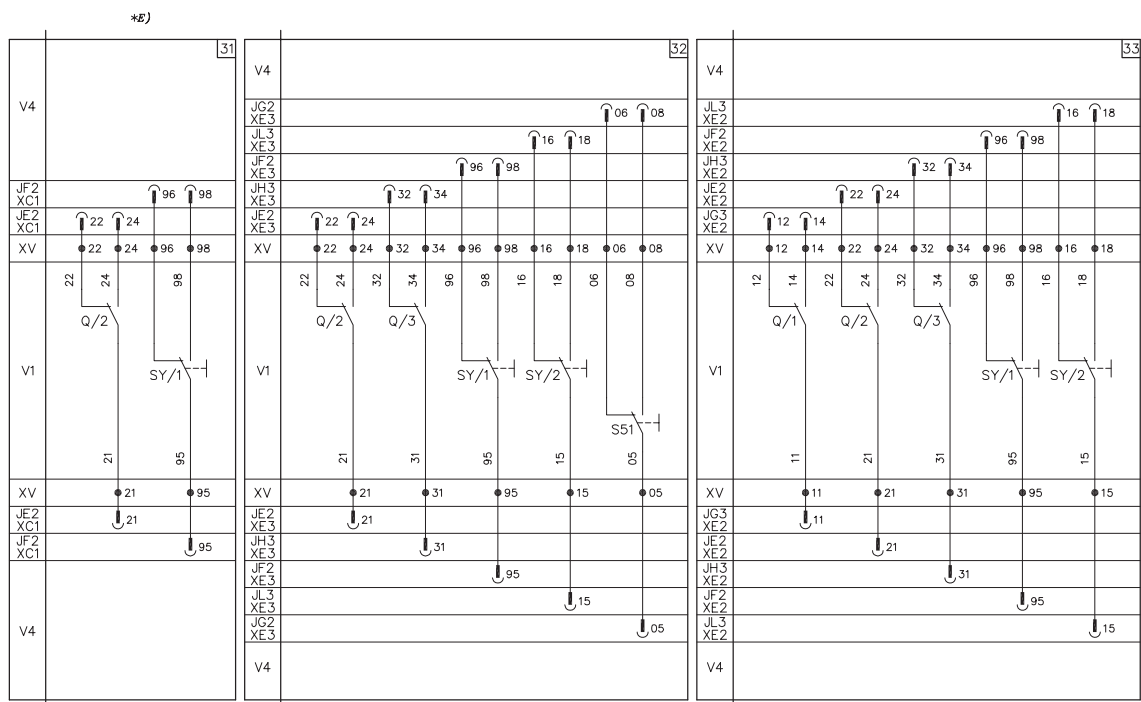 *E)
31
V4
JF2 96 98
XC1
JE2 22 24
XC1
XV 22 24 96 98
22 24 98
Q/2
V1
SY/1
21 95
XV 21 95
JE2 21
XC1
JF2 95
XC1
V4
32
V4
JG2 06 08
XE3
JL3 16 18
XE3
JF2 96 98
XE3
JH3 32 34
XE3
JE2 22 24
XE3
XV 22 24 32 34 96 98 16 18 06 08
22 24 32 34 96 98 16 18 06 08
Q/2 Q/3
V1
SY/1 SY/2
S51
21 31 95 15 05
XV 21 31 95 15 05
JE2 21
XE3
JH3 31
XE3
JF2 95
XE3
JL3 15
XE3
JG2 05
XE3
V4
33
V4
JL3 16 18
XE2
JF2 96 98
XE2
JH3 32 34
XE2
JE2 22 24
XE2
JG3 12 14
XE2
XV 12 14 22 24 32 34 96 98 16 18
12 14 22 24 32 34 96 98 16 18
Q/1 Q/2 Q/3
V1
SY/1 SY/2
11 21 31 95 15
XV 11 21 31 95 15
JG3 11
XE2
JE2 21
XE2
JH3 31
XE2
JF2 95
XE2
JL3 15
XE2
V4